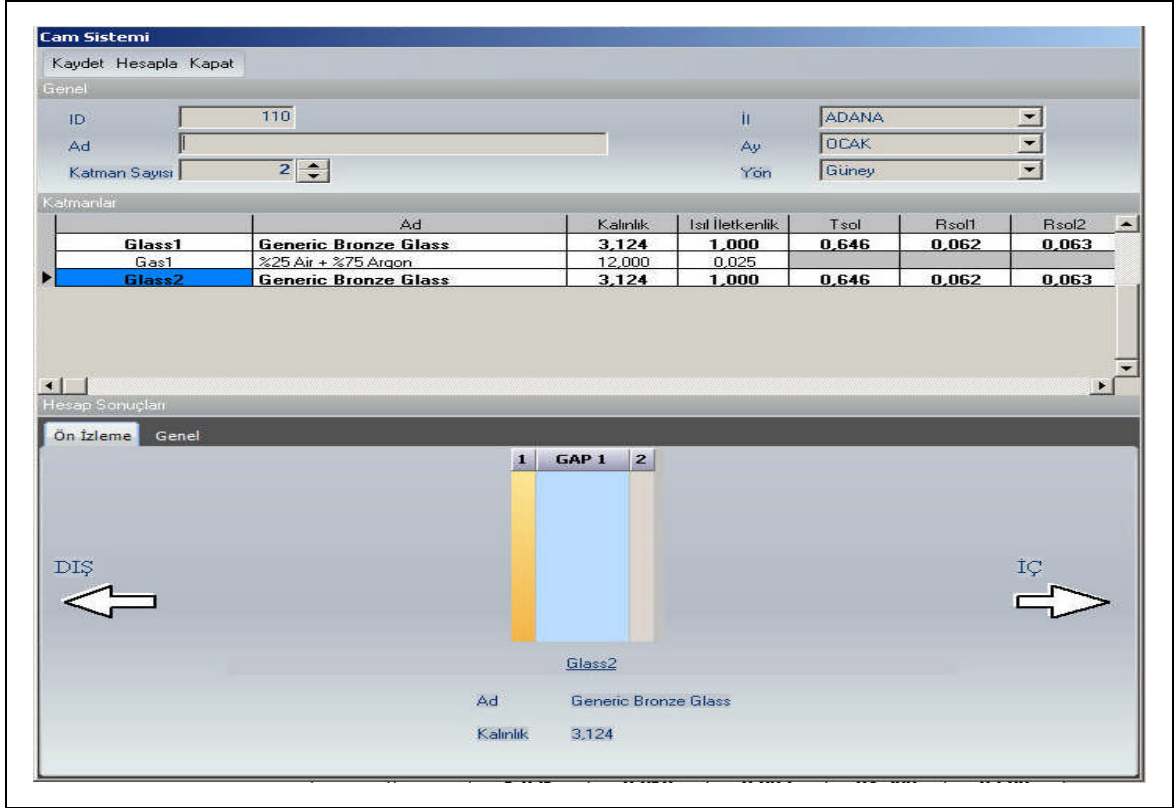 Cam Sistemi
Kaydet Hesapla Kapat
Genel
ID 110 İl ADANA
Ad Ay OCAK
Katman Sayısı 2 Yön Güney
Katmanlar
Ad Kalınlık Isıl İletkenlik Tsol Rsol1 Rsol2
Glass1 Generic Bronze Glass 3,124 1,000 0,646 0,062 0,063
Gas1 %25 Air + %75 Argon 12,000 0,025
Glass2 Generic Bronze Glass 3,124 1,000 0,646 0,062 0,063
Hesap Sonuçları
Ön İzleme Genel
1 GAP 1 2
DIŞ İÇ
Glass2
Ad Generic Bronze Glass
Kalınlık 3,124